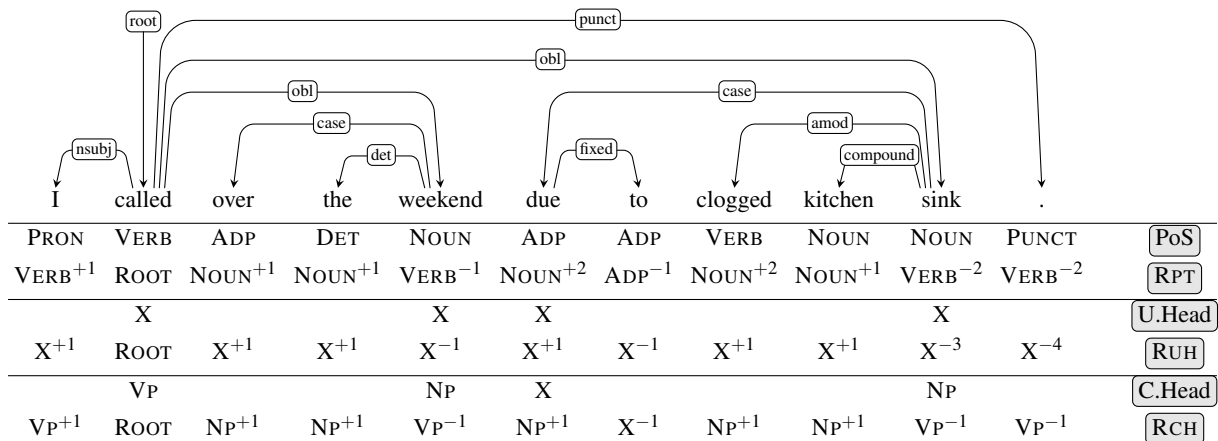 root punct
obl
obl case
case amod
nsubj det fixed compound
I called over the weekend due to clogged kitchen sink .
PRON VERB ADP DET NOUN ADP ADP VERB NOUN NOUN PUNCT PoS
VERB+1 ROOT NOUN+1 NOUN+1 VERB−1 NOUN+2 ADP−1 NOUN+2 NOUN+1 VERB−2 VERB−2 RPT
X X X X U.Head
X+1 ROOT X+1 X+1 X−1 X+1 X−1 X+1 X+1 X−3 X−4 RUH
VP NP X NP C.Head
VP+1 ROOT NP+1 NP+1 VP−1 NP+1 X−1 NP+1 NP+1 VP−1 VP−1 RCH